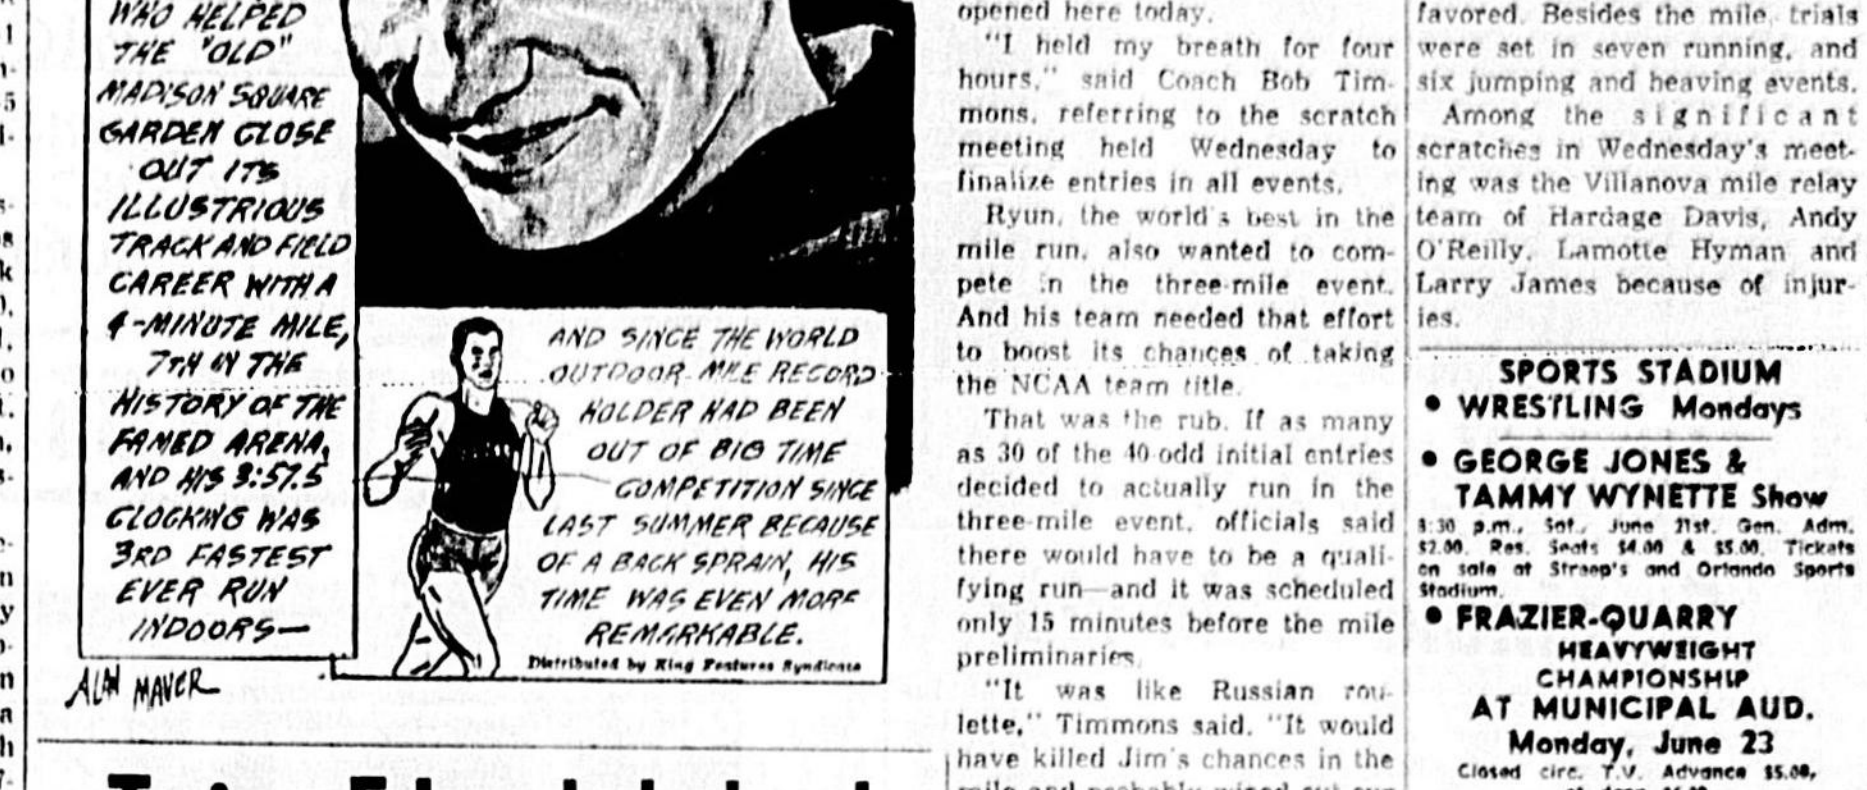 WHO HELPED
THE "OLD"
MADISON SQUARE
GARDEN CLOSE
OUT ITS
ILLUSTRIOUS
TRACK AND FIELD
CAREER WITH A
4-MINUTE MILE,
7TH IN THE
HISTORY OF THE
FAMED ARENA,
AND HIS 3:57.5
CLOCKING WAS
3RD FASTEST
EVER RUN
INDOORS—
ALAN MAVER
AND SINCE THE WORLD
OUTDOOR MILE RECORD
HOLDER HAD BEEN
OUT OF BIG TIME
COMPETITION SINCE
LAST SUMMER BECAUSE
OF A BACK SPRAIN, HIS
TIME WAS EVEN MORE
REMARKABLE.
Distributed by King Features Syndicate
opened here today.
"I held my breath for four
hours," said Coach Bob Tim-
mons, referring to the scratch
meeting held Wednesday to
finalize entries in all events.
Ryun, the world's best in the
mile run, also wanted to com-
pete in the three-mile event.
And his team needed that effort
to boost its chances of taking
the NCAA team title.
That was the rub. If as many
as 30 of the 40-odd initial entries
decided to actually run in the
three-mile event, officials said
there would have to be a quali-
fying run—and it was scheduled
only 15 minutes before the mile
preliminaries.
"It was like Russian rou-
lette," Timmons said. "It would
have killed Jim's chances in the
mile and probably wiped out our
favored. Besides the mile, trials
were set in seven running, and
six jumping and heaving events.
Among the significant
scratches in Wednesday's meet-
ing was the Villanova mile relay
team of Hardage Davis, Andy
O'Reilly, Lamotte Hyman and
Larry James because of injur-
ies.
SPORTS STADIUM
• WRESTLING Mondays
• GEORGE JONES &
TAMMY WYNETTE Show
8:30 p.m., Sat., June 21st. Gen. Adm.
$2.00. Res. Seats $4.00 & $5.00. Tickets
on sale at Streep's and Orlando Sports
Stadium.
• FRAZIER-QUARRY
HEAVYWEIGHT
CHAMPIONSHIP
AT MUNICIPAL AUD.
Monday, June 23
Closed circ. T.V. Advance $5.00,